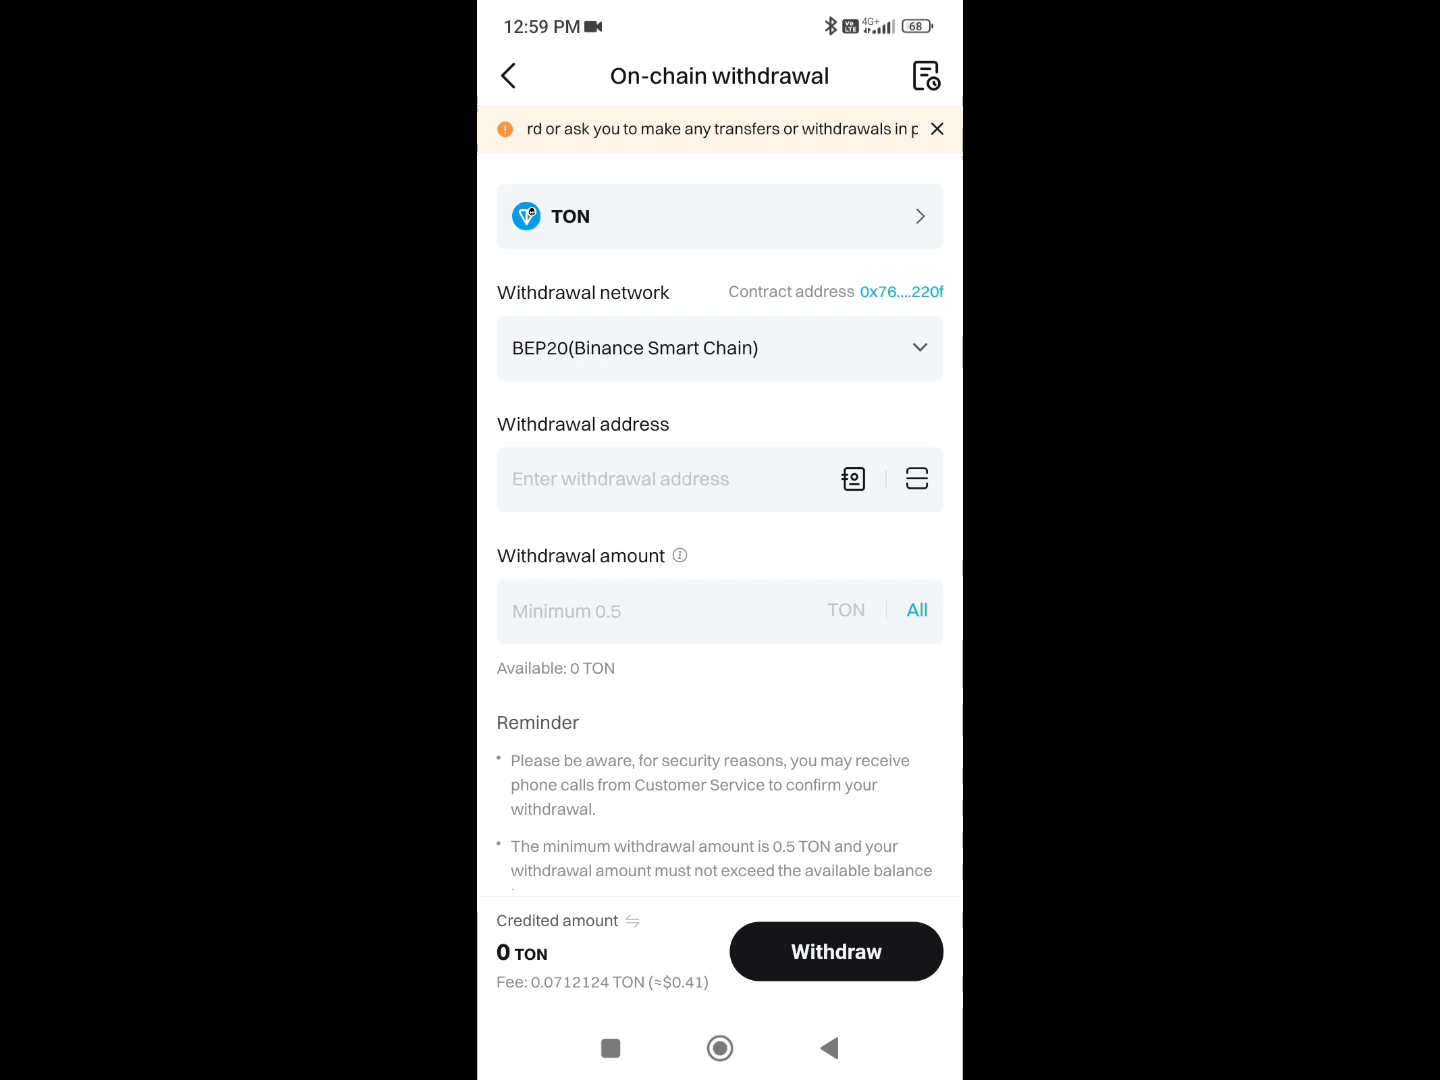 12:59 PM
Vo LTE 4G+ 68
On-chain withdrawal
rd or ask you to make any transfers or withdrawals in p
TON
Withdrawal network
Contract address 0x76....220f
BEP20(Binance Smart Chain)
Withdrawal address
Enter withdrawal address
Withdrawal amount
Minimum 0.5 TON All
Available: 0 TON
Reminder
• Please be aware, for security reasons, you may receive
phone calls from Customer Service to confirm your
withdrawal.
• The minimum withdrawal amount is 0.5 TON and your
withdrawal amount must not exceed the available balance
Credited amount
0 TON
Fee: 0.0712124 TON (≈$0.41)
Withdraw